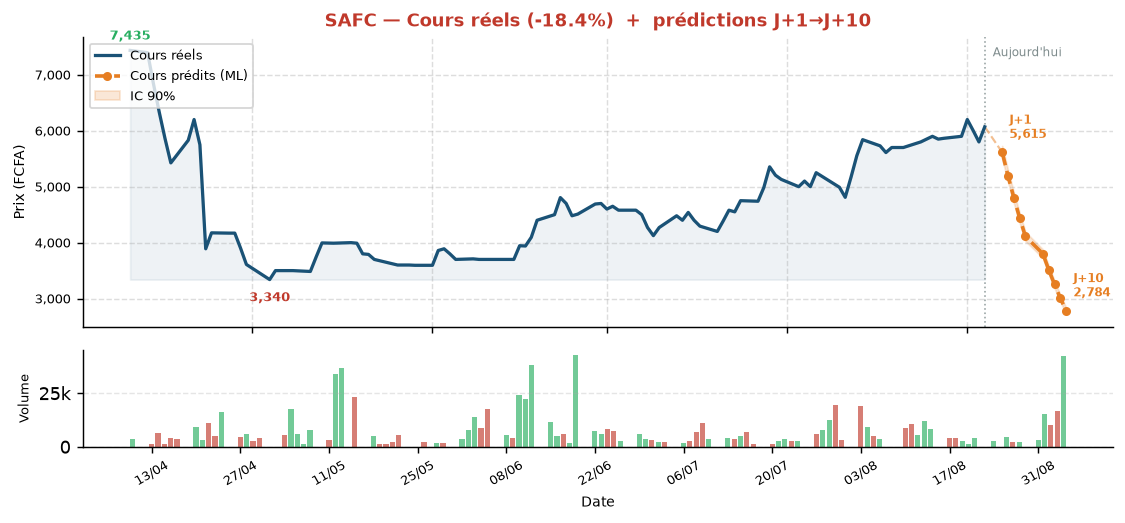 SAFC — Cours réels (-18.4%)  +  prédictions J+1→J+10
7,435
Cours réels
Cours prédits (ML)
IC 90%
Aujourd'hui
J+1
5,615
J+10
2,784
3,340
Prix (FCFA)
7,000
6,000
5,000
4,000
3,000
Volume
25k
0
13/04
27/04
11/05
25/05
08/06
22/06
06/07
20/07
03/08
17/08
31/08
Date